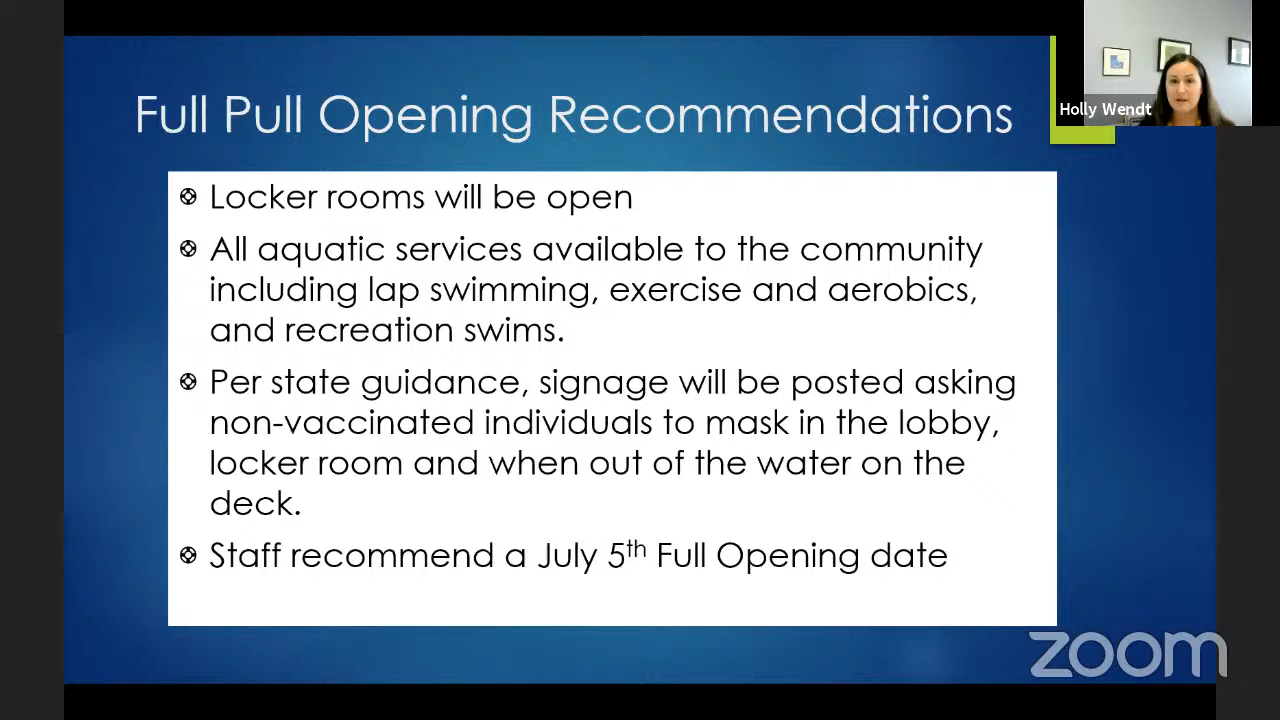 Full Pull Opening Recommendations
Holly Wendt
Locker rooms will be open
All aquatic services available to the community
including lap swimming, exercise and aerobics,
and recreation swims.
Per state guidance, signage will be posted asking
non-vaccinated individuals to mask in the lobby,
locker room and when out of the water on the
deck.
Staff recommend a July 5th Full Opening date
zoom